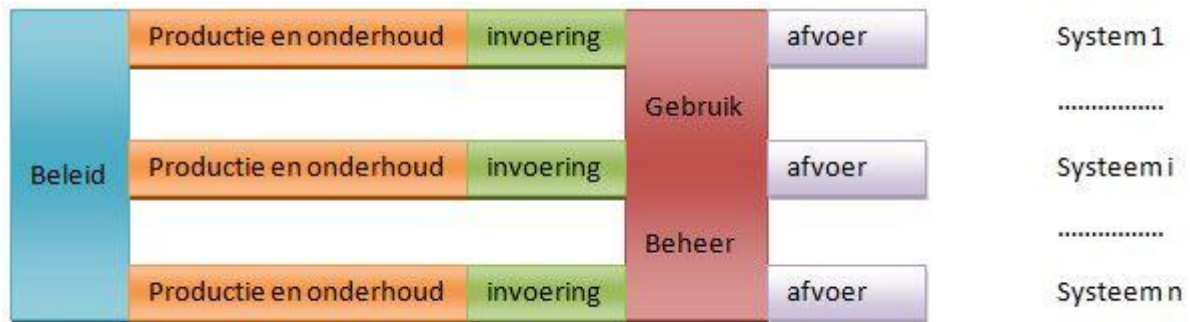 Productie en onderhoud invoering afvoer System 1
Gebruik ................
Beleid Productie en onderhoud invoering afvoer Systeem i
Beheer ................
Productie en onderhoud invoering afvoer Systeem n